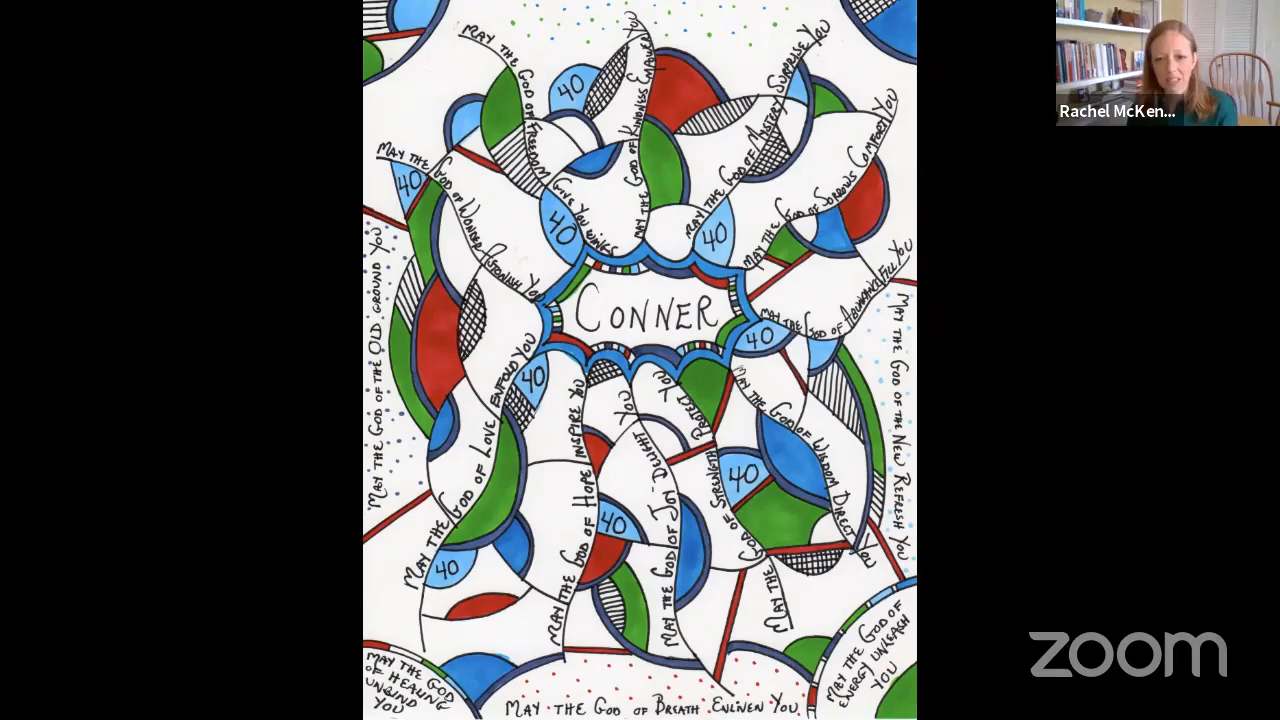 MAY THE GOD OF FREEDOM GIVE YOU WINGS
MAY THE GOD OF KINDNESS EMPOWER YOU
MAY THE GOD OF MYSTERY SURPRISE YOU
MAY THE GOD OF SORROWS COMFORT YOU
MAY THE GOD OF WONDER ASTONISH YOU
MAY THE GOD OF ABUNDANCE FILL YOU
40
40
40
40
CONNER
40
40
MAY THE GOD OF THE OLD GROUND YOU
MAY THE GOD OF LOVE ENFOLD YOU
MAY THE GOD OF HOPE INSPIRE YOU
MAY THE GOD OF JOY DELIGHT YOU
MAY THE GOD OF STRENGTH PROTECT YOU
MAY THE GOD OF WISDOM DIRECT YOU
MAY THE GOD OF THE NEW REFRESH YOU
40
40
40
MAY THE GOD
OF HEALING
UNBIND
YOU
MAY THE GOD OF BREATH ENLIVEN YOU
MAY THE GOD OF
ENERGY UNLEASH
YOU
Rachel McKen...
zoom